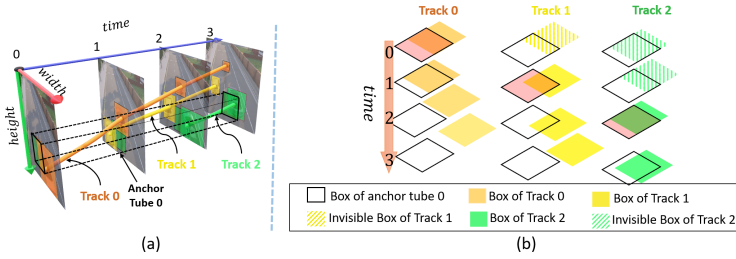 time
0
1
2
3
width
height
Track 0
Anchor
Tube 0
Track 1
Track 2
(a)
Track 0
Track 1
Track 2
0
1
2
3
time
Box of anchor tube 0
Box of Track 0
Box of Track 1
Invisible Box of Track 1
Box of Track 2
Invisible Box of Track 2
(b)